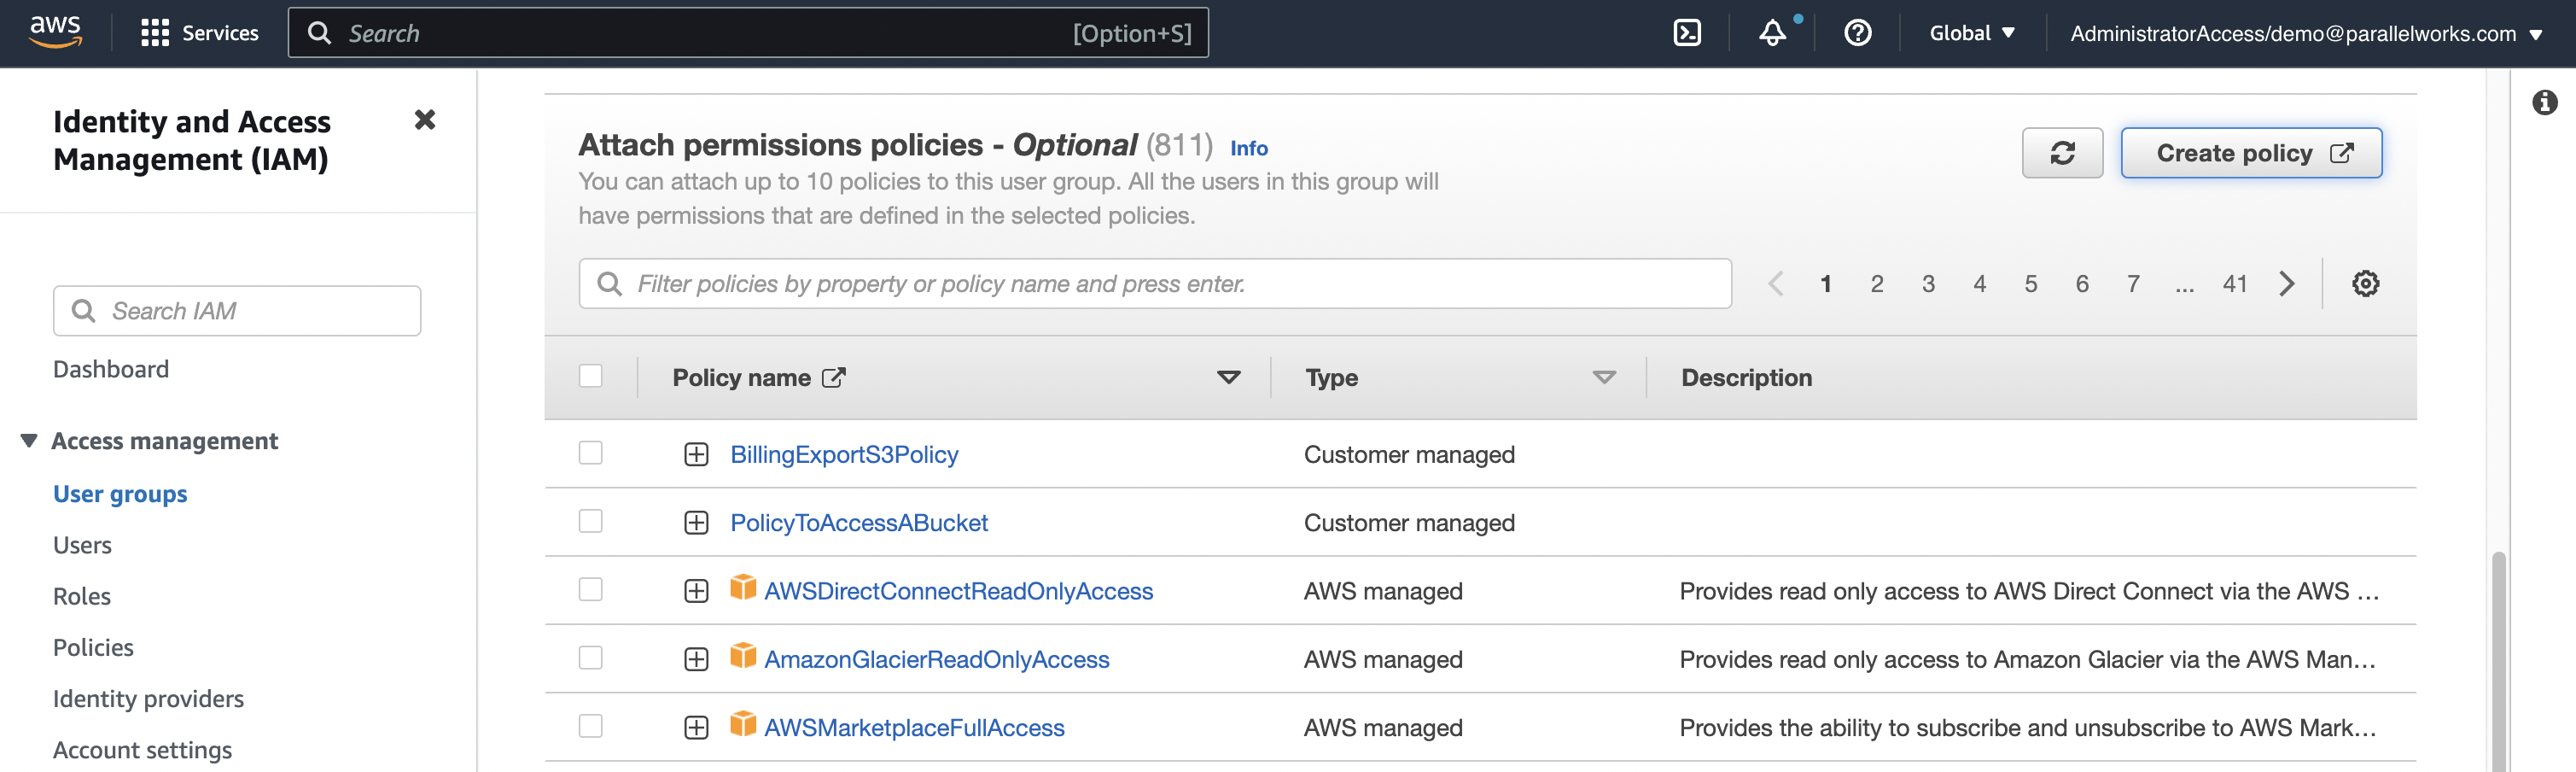 aws
Services
Search
[Option+S]
Global
AdministratorAccess/demo@parallelworks.com
Identity and Access
Management (IAM)
Search IAM
Dashboard
Access management
User groups
Users
Roles
Policies
Identity providers
Account settings
Attach permissions policies - Optional (811) Info
You can attach up to 10 policies to this user group. All the users in this group will
have permissions that are defined in the selected policies.
Create policy
Filter policies by property or policy name and press enter.
1 2 3 4 5 6 7 ... 41
Policy name Type Description
BillingExportS3Policy Customer managed
PolicyToAccessABucket Customer managed
AWSDirectConnectReadOnlyAccess AWS managed Provides read only access to AWS Direct Connect via the AWS ...
AmazonGlacierReadOnlyAccess AWS managed Provides read only access to Amazon Glacier via the AWS Man...
AWSMarketplaceFullAccess AWS managed Provides the ability to subscribe and unsubscribe to AWS Mark...